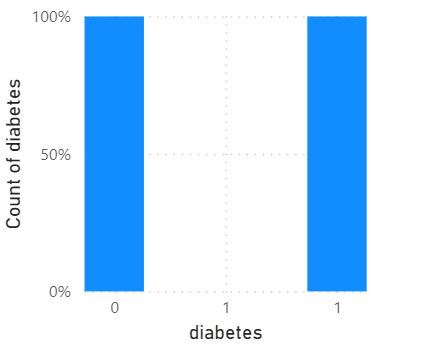 100%
50%
0%
Count of diabetes
0 1 1
diabetes